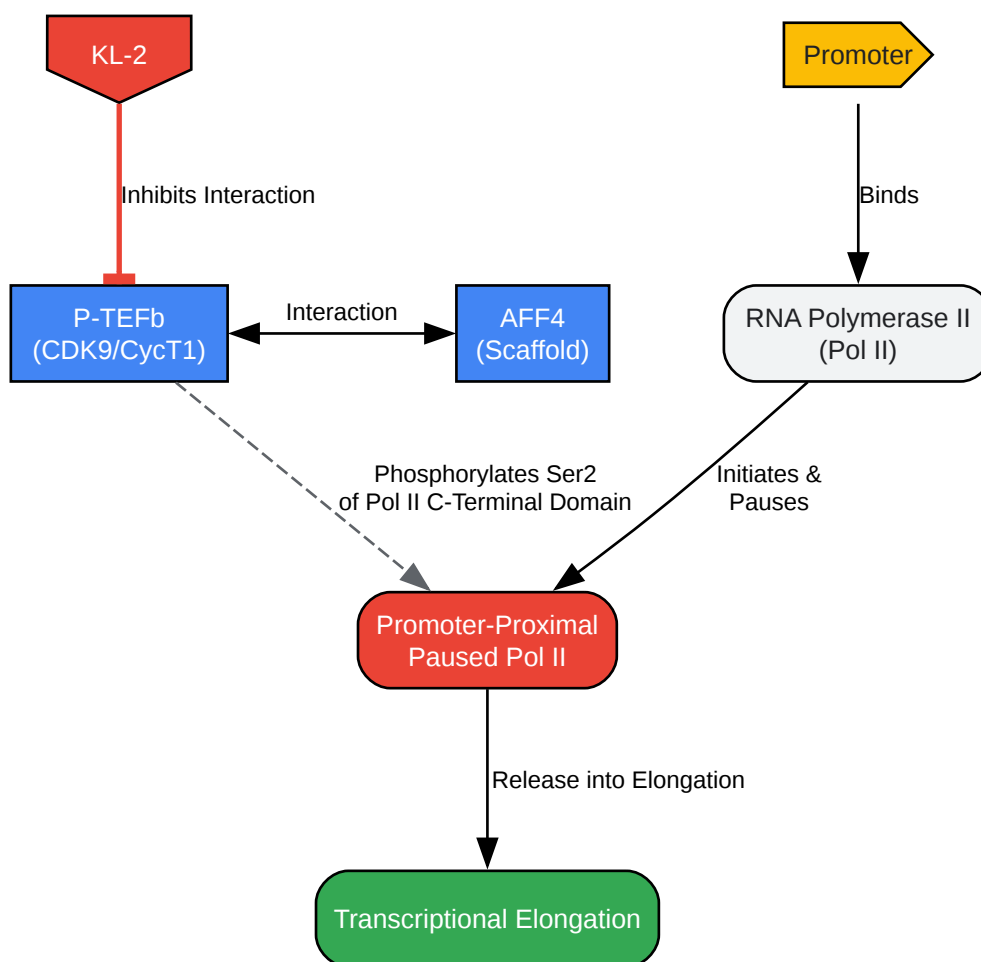 KL-2
Promoter
Inhibits Interaction
Binds
P-TEFb
(CDK9/CycT1)
Interaction
AFF4
(Scaffold)
RNA Polymerase II
(Pol II)
Phosphorylates Ser2
of Pol II C-Terminal Domain
Initiates &
Pauses
Promoter-Proximal
Paused Pol II
Release into Elongation
Transcriptional Elongation